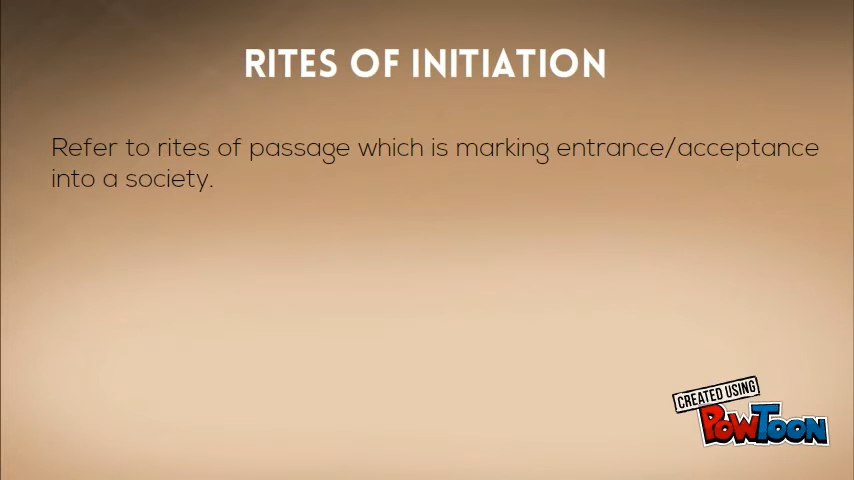 RITES OF INITIATION
Refer to rites of passage which is marking entrance/acceptance
into a society.
CREATED USING
POWTOON